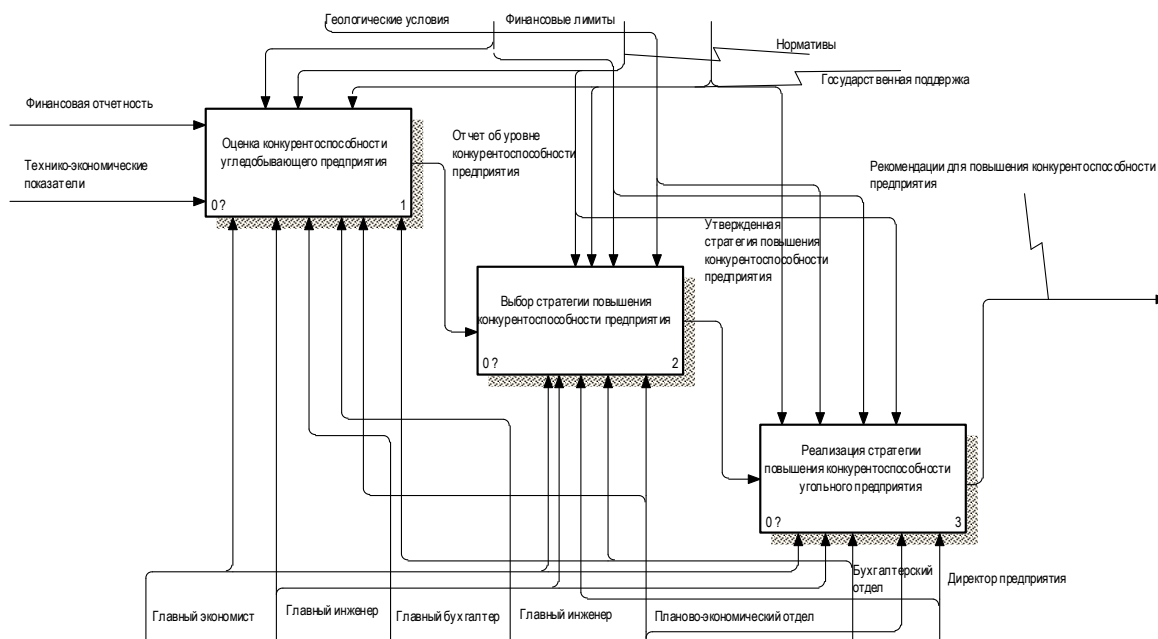 Геологические условия
Финансовые лимиты
Нормативы
Государственная поддержка
Финансовая отчетность
Технико-экономические
показатели
Оценка конкурентоспособности
угледобывающего предприятия
0 ?
1
Отчет об уровне
конкурентоспособности
предприятия
Рекомендации для повышения конкурентоспособности
предприятия
Утвержденная
стратегия повышения
конкурентоспособности
предприятия
Выбор стратегии повышения
конкурентоспособности предприятия
0 ?
2
Реализация стратегии
повышения конкурентоспособности
угольного предприятия
0 ?
3
Главный экономист
Главный инженер
Главный бухгалтер
Главный инженер
Планово-экономический отдел
Бухгалтерский
отдел
Директор предприятия